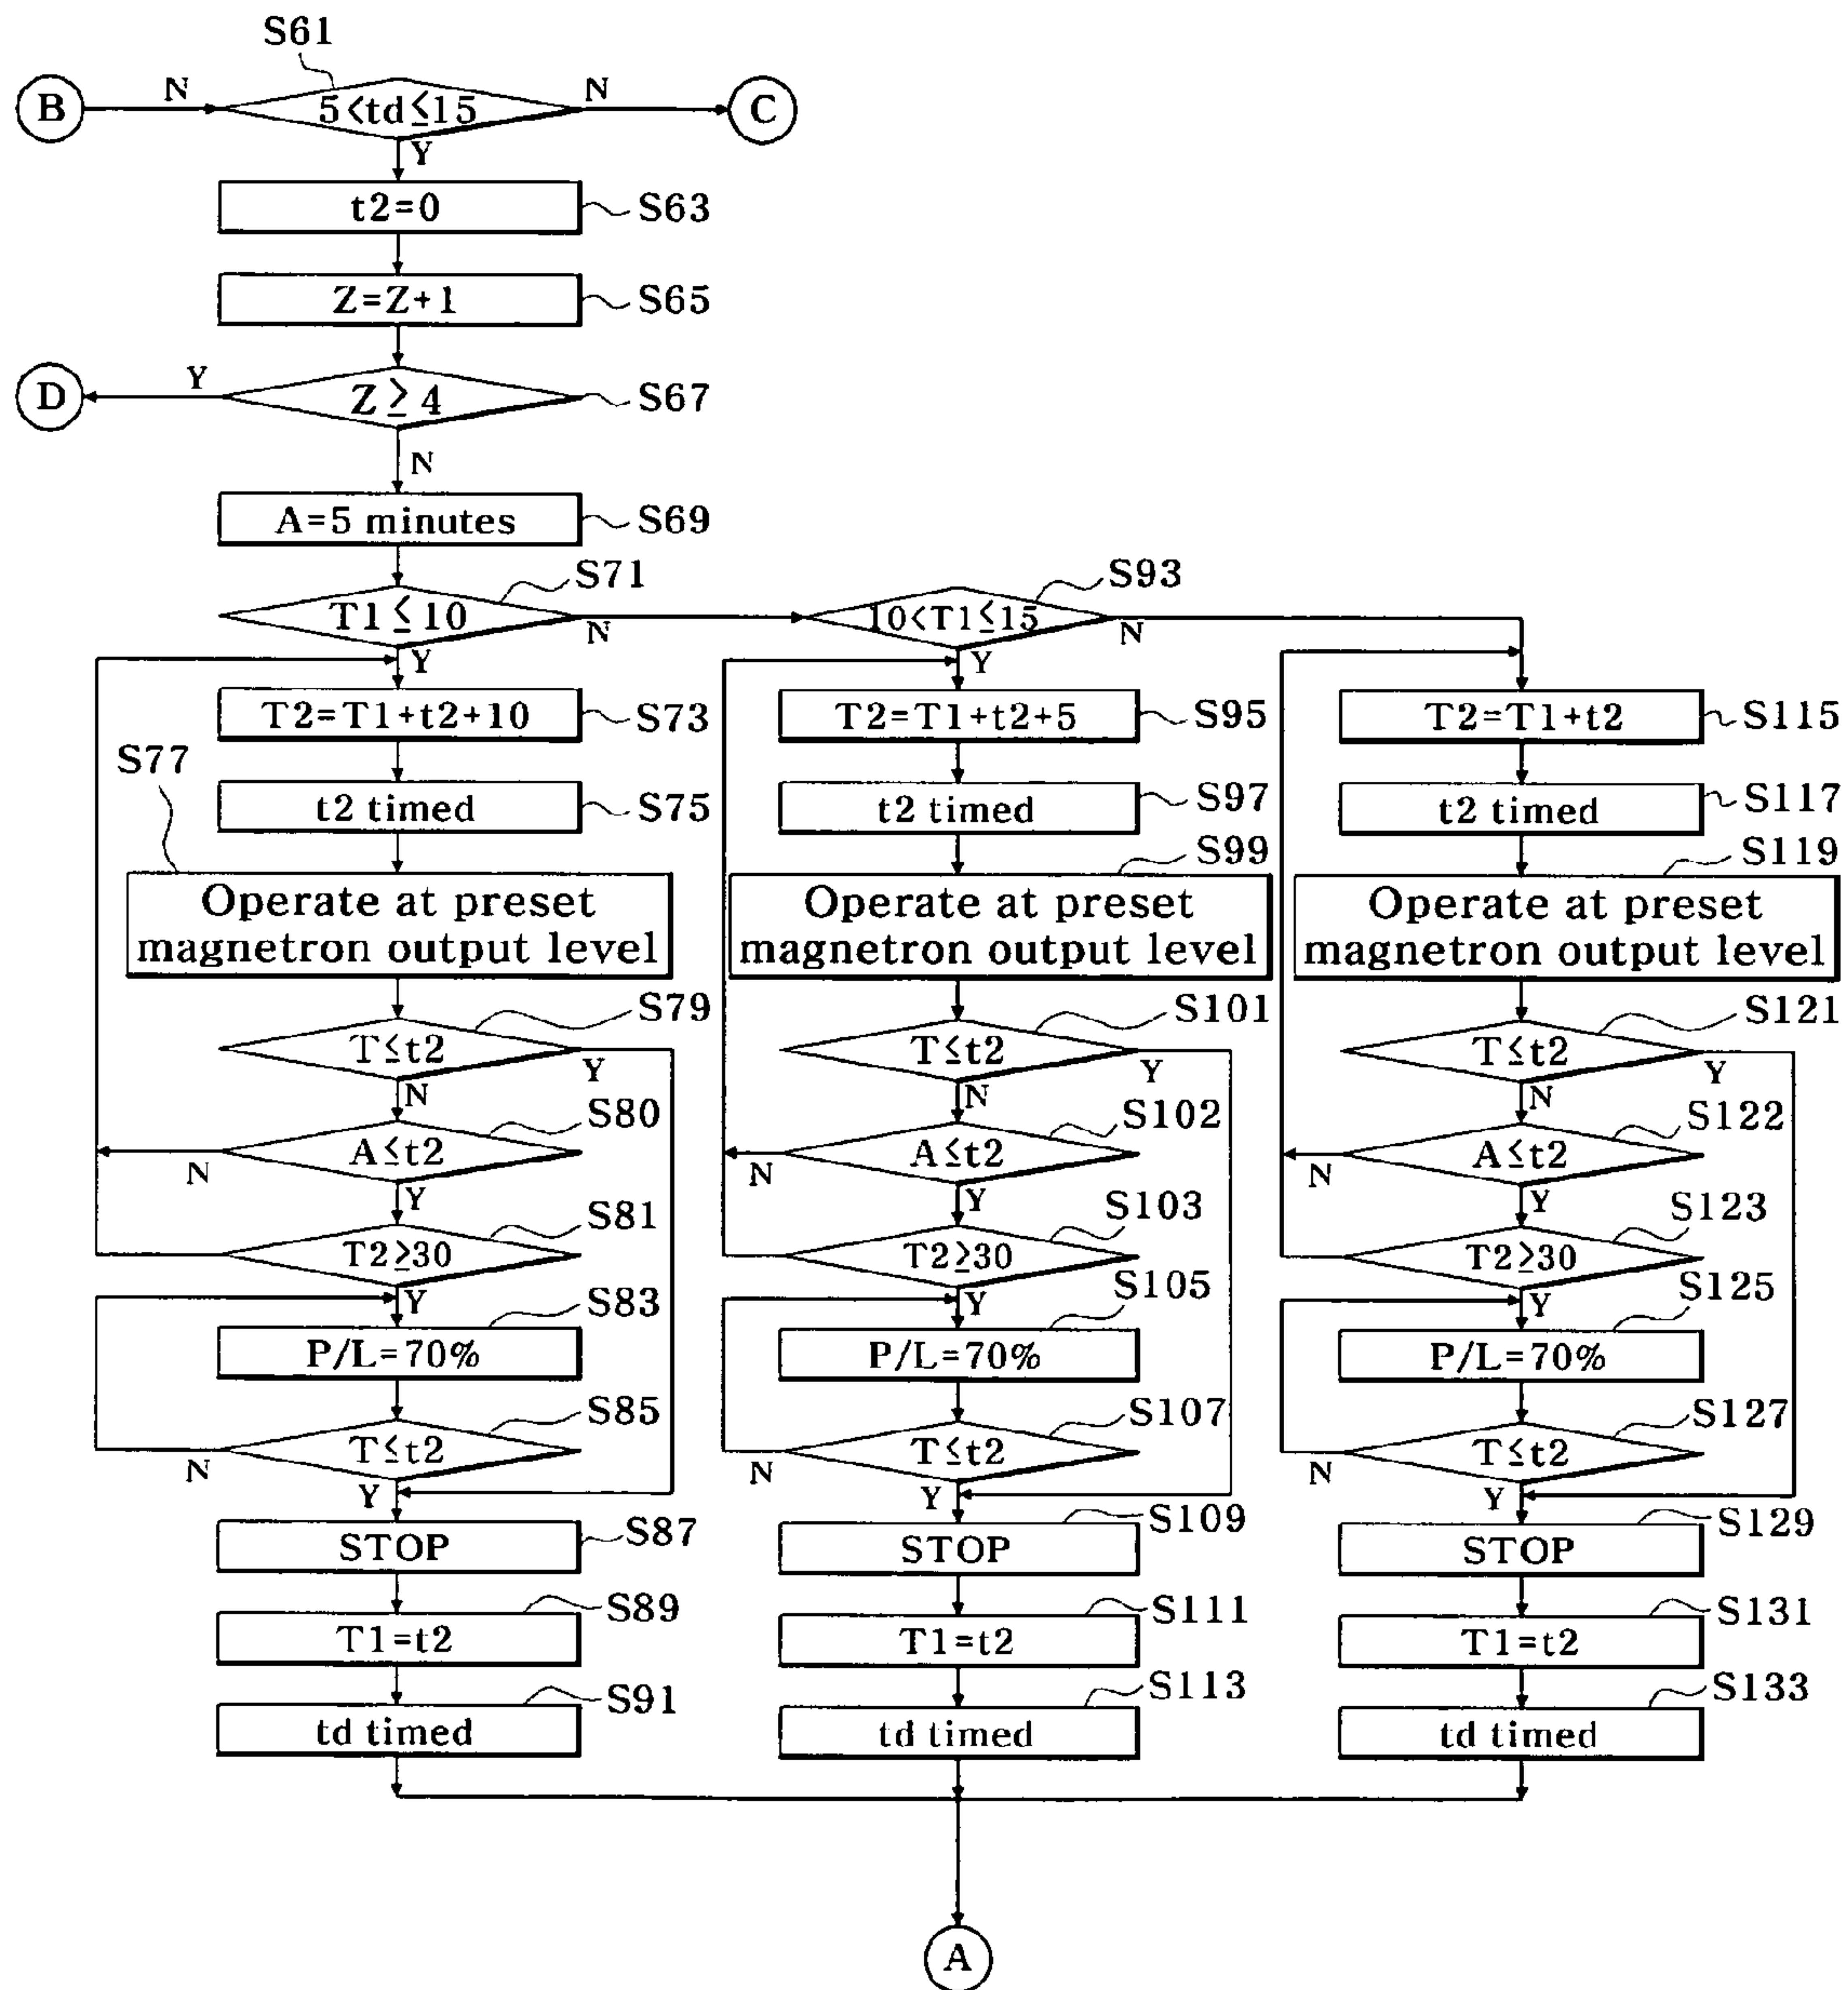 S61
B N 5<td≤15 N C
Y
t2=0 S63
Z=Z+1 S65
D Y Z≥4 S67
N
A=5 minutes S69
T1≤10 S71 N
10<T1≤15 S93 N
Y
T2=T1+t2+10 S73
S77
t2 timed S75
Operate at preset
magnetron output level
T≤t2 S79 Y
N
A≤t2 S80
N Y
T2≥30 S81
Y
P/L=70% S83
T≤t2 S85
N Y
STOP S87
T1=t2 S89
td timed S91
Y
T2=T1+t2+5 S95
t2 timed S97
S99
Operate at preset
magnetron output level
T≤t2 S101 Y
N
A≤t2 S102
N Y
T2≥30 S103
Y
P/L=70% S105
T≤t2 S107
N Y
STOP S109
T1=t2 S111
td timed S113
T2=T1+t2 S115
t2 timed S117
S119
Operate at preset
magnetron output level
T≤t2 S121 Y
N
A≤t2 S122
N Y
T2≥30 S123
Y
P/L=70% S125
T≤t2 S127
N Y
STOP S129
T1=t2 S131
td timed S133
A